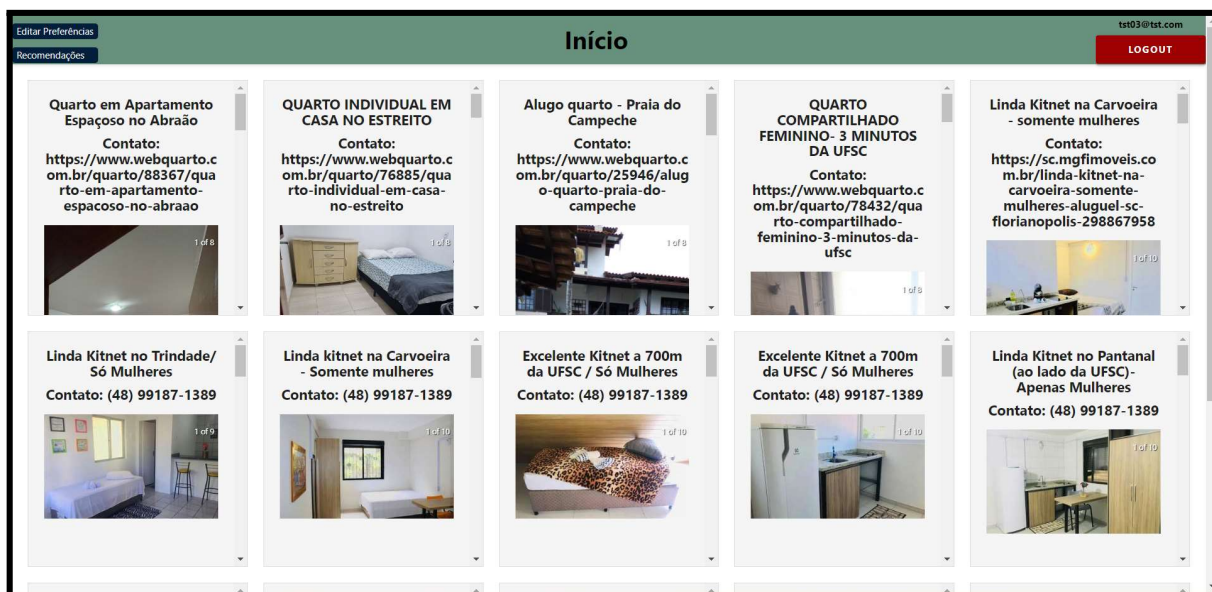 Editar Preferências
Recomendações
Início
tst03@tst.com
LOGOUT
Quarto em Apartamento
Espaçoso no Abraão
Contato:
https://www.webquarto.c
om.br/quarto/88367/qua
rto-em-apartamento-
espacoso-no-abraao
1 of 8
QUARTO INDIVIDUAL EM
CASA NO ESTREITO
Contato:
https://www.webquarto.c
om.br/quarto/76885/qua
rto-individual-em-casa-
no-estreito
1 of 8
Alugo quarto - Praia do
Campeche
Contato:
https://www.webquarto.c
om.br/quarto/25946/alug
o-quarto-praia-do-
campeche
1 of 8
QUARTO
COMPARTILHADO
FEMININO- 3 MINUTOS
DA UFSC
Contato:
https://www.webquarto.c
om.br/quarto/78432/qua
rto-compartilhado-
feminino-3-minutos-da-
ufsc
1 of 8
Linda Kitnet na Carvoeira
- somente mulheres
Contato:
https://sc.mgfimoveis.co
m.br/linda-kitnet-na-
carvoeira-somente-
mulheres-aluguel-sc-
florianopolis-298867958
1 of 10
Linda Kitnet no Trindade/
Só Mulheres
Contato: (48) 99187-1389
1 of 9
Linda kitnet na Carvoeira
- Somente mulheres
Contato: (48) 99187-1389
1 of 10
Excelente Kitnet a 700m
da UFSC / Só Mulheres
Contato: (48) 99187-1389
1 of 10
Excelente Kitnet a 700m
da UFSC / Só Mulheres
Contato: (48) 99187-1389
1 of 10
Linda Kitnet no Pantanal
(ao lado da UFSC)-
Apenas Mulheres
Contato: (48) 99187-1389
1 of 10